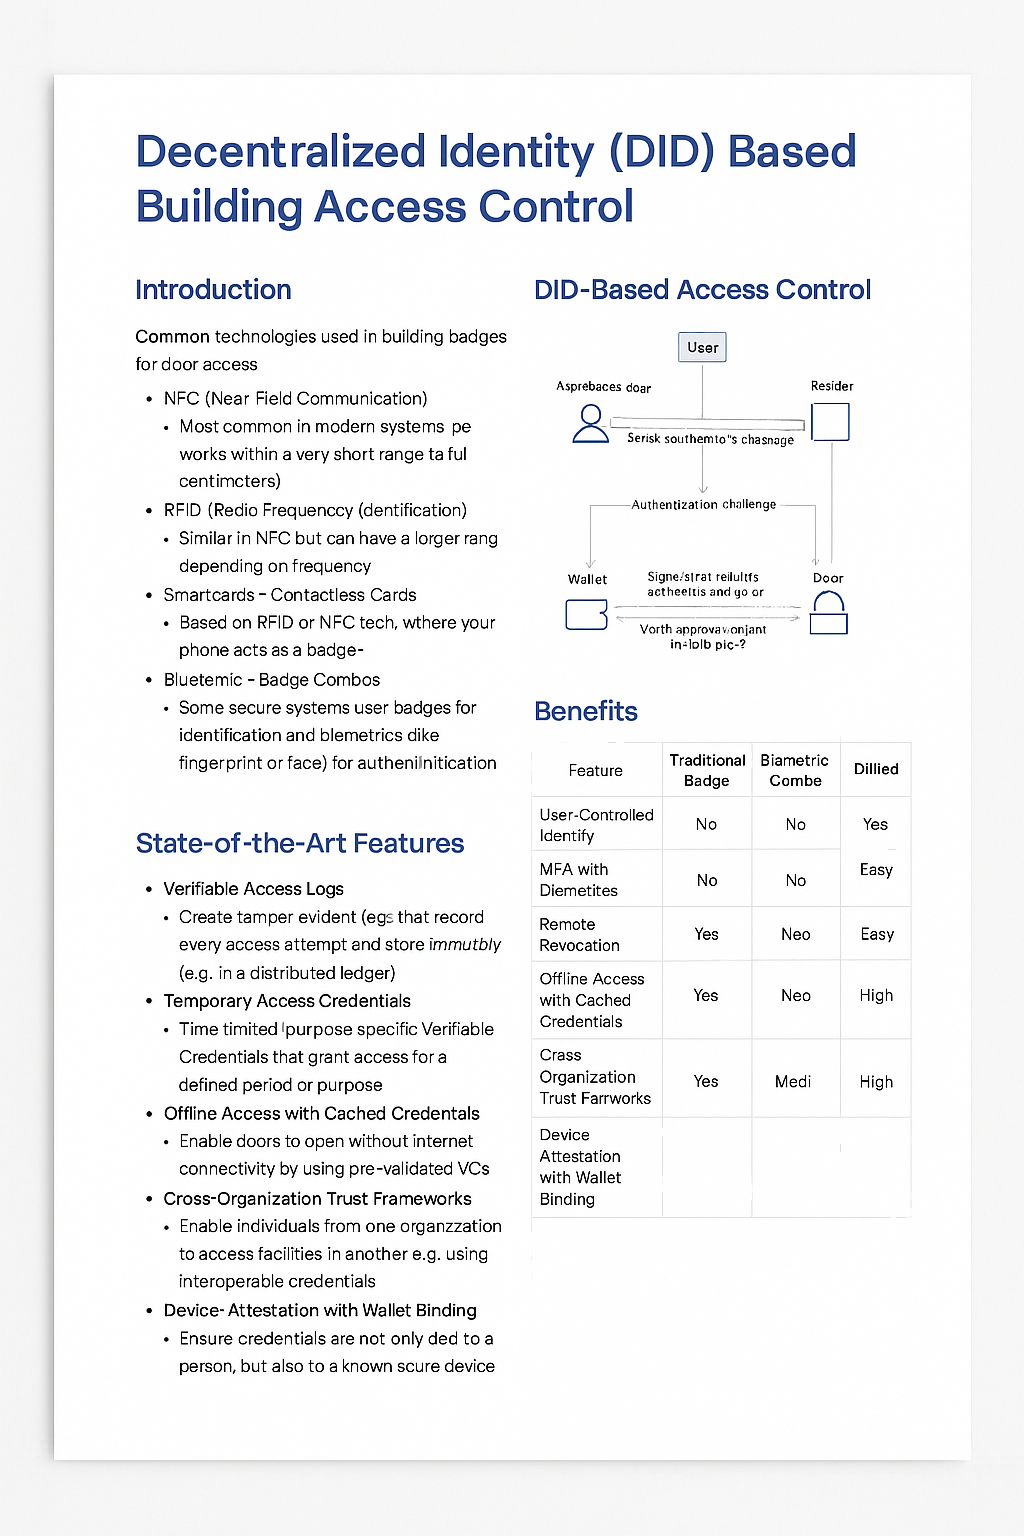 Decentralized Identity (DID) Based
Building Access Control
Introduction
Common technologies used in building badges
for door access
• NFC (Near Field Communication)
• Most common in modern systems pe
works within a very short range ta ful
centimcters)
• RFID (Redio Frequenccy (dentification)
• Similar in NFC but can have a lorger rang
depending on frequency
• Smartcards - Contactless Cards
• Based on RFID or NFC tech, wthere your
phone acts as a badge-
• Bluetemic - Badge Combos
• Some secure systems user badges for
identification and blemetrics dike
fingerprint or face) for
State-of-the-Art Features
• Verifiable Access Logs
• Create tamper evident (egs that record
every access attempt and store immutbly
(e.g. in a distributed ledger)
• Temporary Access Credentials
• Time timited purpose specific Verifiable
Credentials that grant access for a
defined period or purpose
• Offline Access with Cached Credentals
• Enable doors to open without internet
connectivity by using pre-validated VCs
• Cross-Organization Trust Frameworks
• Enable individuals from one organzzation
to access facilities in another e.g. using
interoperable credentials
• Device- Attestation with Wallet Binding
• Ensure credentials are not only ded to a
person, but also to a known scure device
DID-Based Access Control
User
Asprebaces doar
Resider
Serisk southemto"s chasnage
Authentization challenge
Wallet
Door
actheeltis and go or
Vorth
Benefits
Feature
Traditional
Badge
Biametric
Combe
Dillied
User-Controlled
Identify
No
No
Yes
MFA with
Diemetites
No
No
Easy
Remote
Revocation
Yes
Neo
Easy
Offline Access
with Cached
Credentials
Yes
Neo
High
Crass
Organization
Trust Farrworks
Yes
Medi
High
Device
Attestation
with Wallet
Binding